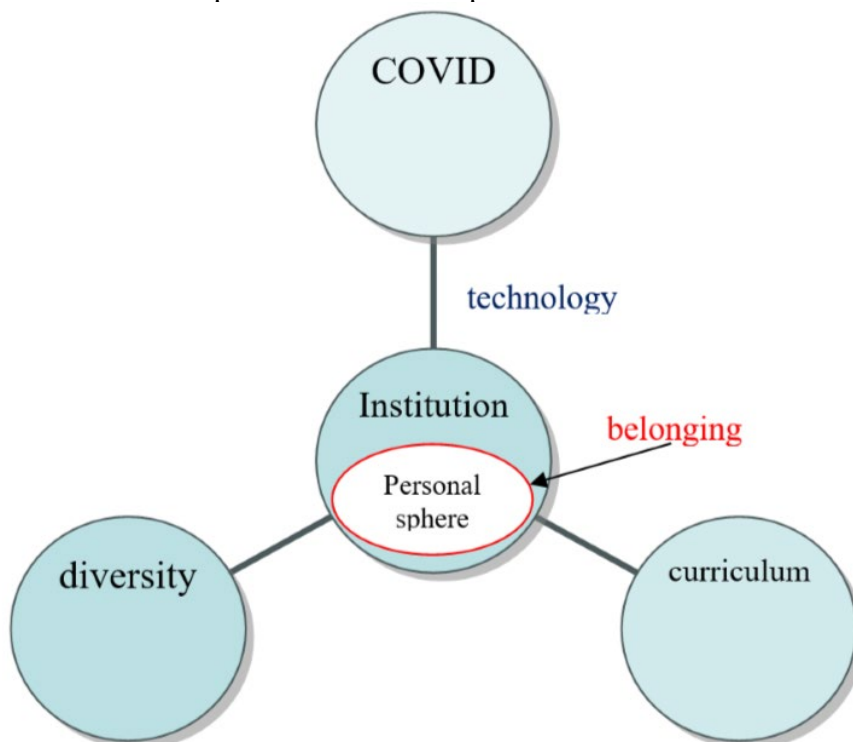 COVID
technology
Institution
belonging
Personal
sphere
diversity
curriculum